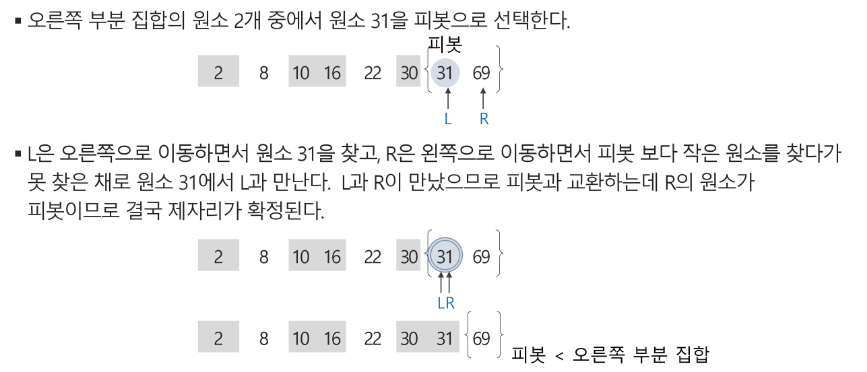 ▪ 오른쪽 부분 집합의 원소 2개 중에서 원소 31을 피봇으로 선택한다.
피봇
2 8 10 16 22 30 31 69
L R
▪ L은 오른쪽으로 이동하면서 원소 31을 찾고, R은 왼쪽으로 이동하면서 피봇 보다 작은 원소를 찾다가
못 찾은 채로 원소 31에서 L과 만난다. L과 R이 만났으므로 피봇과 교환하는데 R의 원소가
피봇이므로 결국 제자리가 확정된다.
2 8 10 16 22 30 31 69
LR
2 8 10 16 22 30 31 69
피봇 < 오른쪽 부분 집합